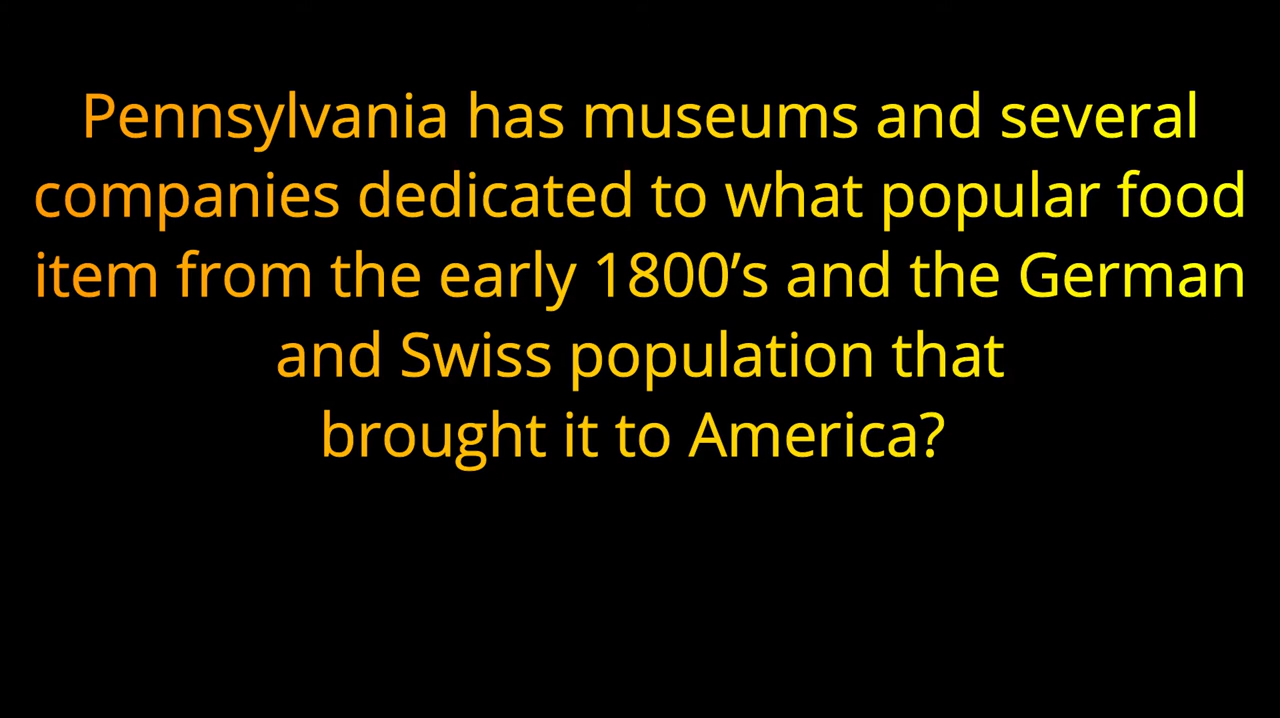 Pennsylvania has museums and several
companies dedicated to what popular food
item from the early 1800’s and the German
and Swiss population that
brought it to America?